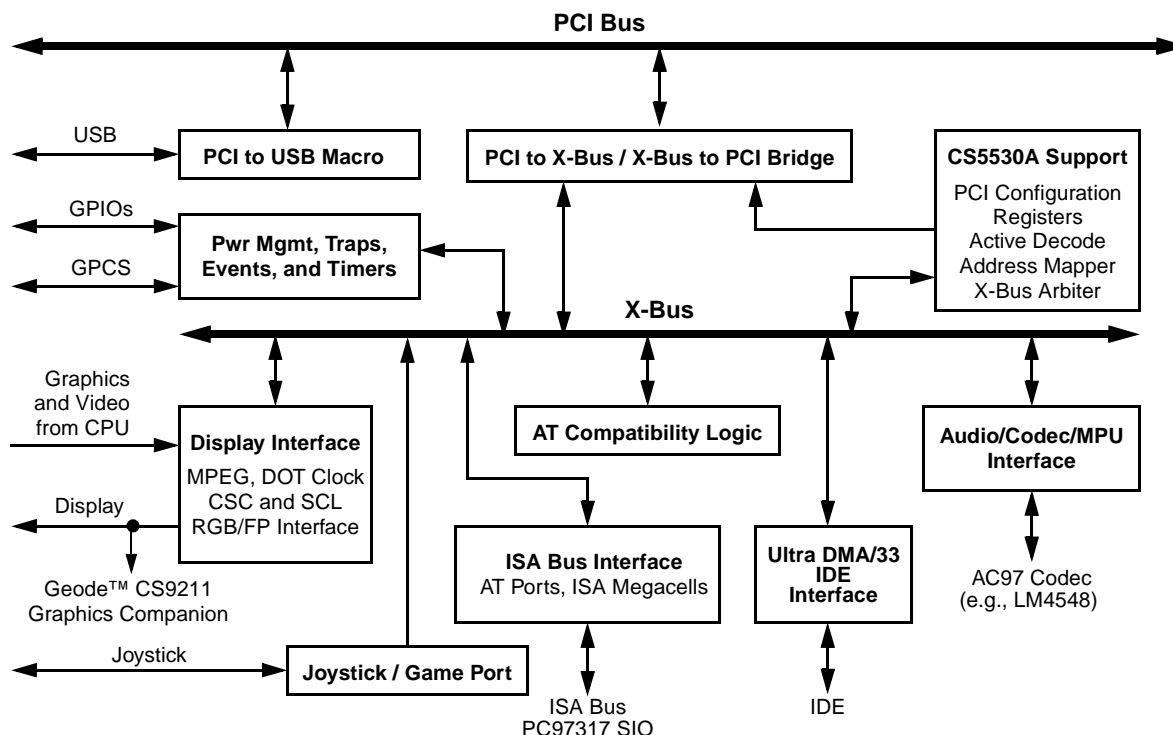 PCI Bus
USB
PCI to USB Macro
PCI to X-Bus / X-Bus to PCI Bridge
CS5530A Support
PCI Configuration
Registers
Active Decode
Address Mapper
X-Bus Arbiter
GPIOs
GPCS
Pwr Mgmt, Traps,
Events, and Timers
X-Bus
Graphics
and Video
from CPU
Display Interface
MPEG, DOT Clock
CSC and SCL
RGB/FP Interface
AT Compatibility Logic
Audio/Codec/MPU
Interface
Display
Geode™ CS9211
Graphics Companion
ISA Bus Interface
AT Ports, ISA Megacells
Ultra DMA/33
IDE
Interface
AC97 Codec
(e.g., LM4548)
Joystick
Joystick / Game Port
ISA Bus
PC97317 SIO
IDE